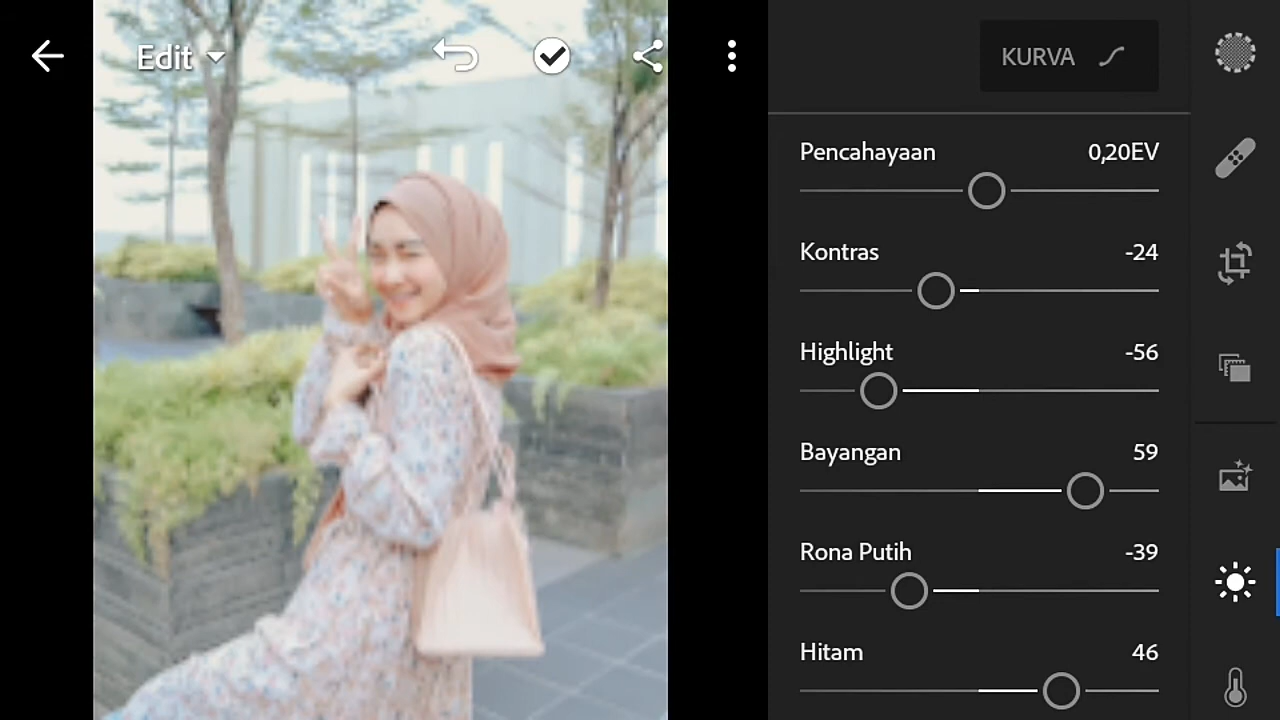 Edit
KURVA
Pencahayaan 0,20EV
Kontras -24
Highlight -56
Bayangan 59
Rona Putih -39
Hitam 46